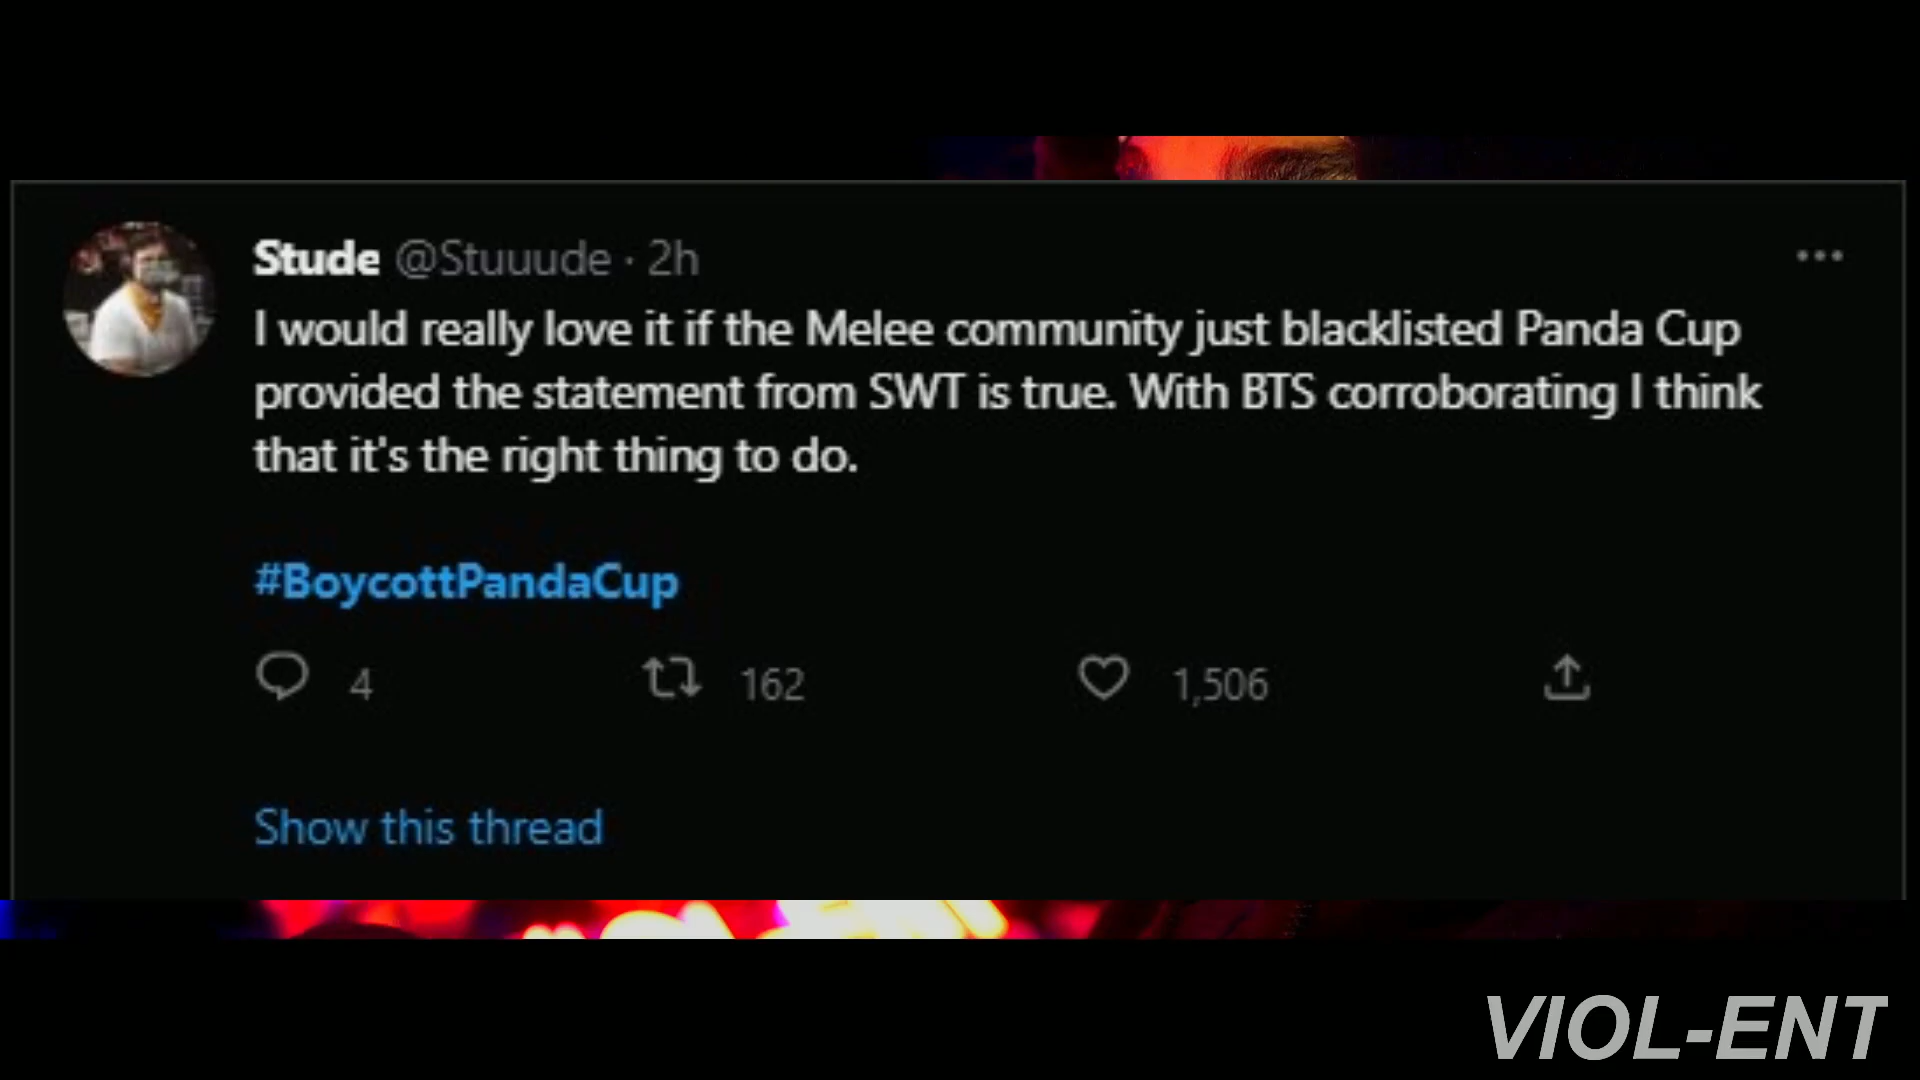 Stude @Stuuude · 2h
I would really love it if the Melee community just blacklisted Panda Cup
provided the statement from SWT is true. With BTS corroborating I think
that it's the right thing to do.
#BoycottPandaCup
4 162 1,506
Show this thread
VIOL-ENT